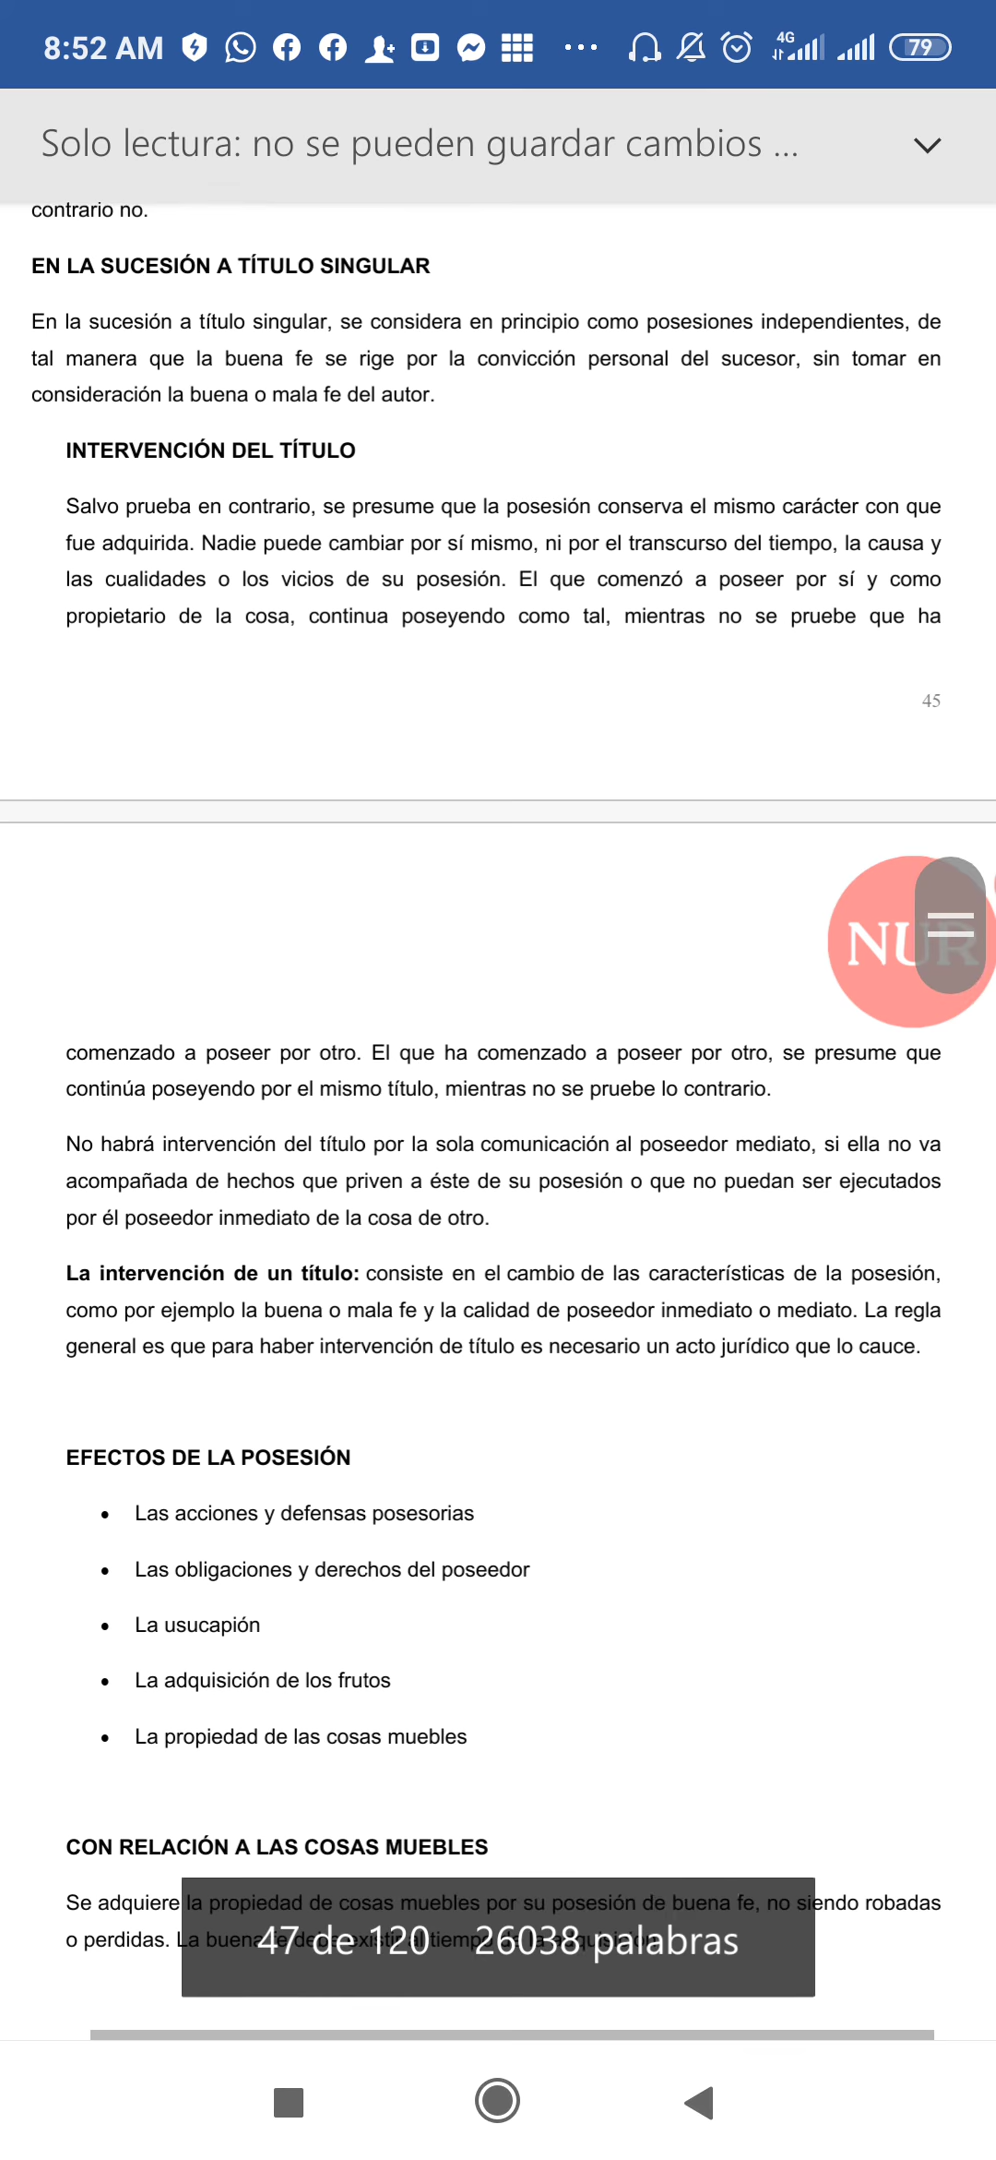 8:52 AM
4G
79
Solo lectura: no se pueden guardar cambios ...
contrario no.
EN LA SUCESIÓN A TÍTULO SINGULAR
En la sucesión a título singular, se considera en principio como posesiones independientes, de
tal manera que la buena fe se rige por la convicción personal del sucesor, sin tomar en
consideración la buena o mala fe del autor.
INTERVENCIÓN DEL TÍTULO
Salvo prueba en contrario, se presume que la posesión conserva el mismo carácter con que
fue adquirida. Nadie puede cambiar por sí mismo, ni por el transcurso del tiempo, la causa y
las cualidades o los vicios de su posesión. El que comenzó a poseer por sí y como
propietario de la cosa, continua poseyendo como tal, mientras no se pruebe que ha
45
NUR
comenzado a poseer por otro. El que ha comenzado a poseer por otro, se presume que
continúa poseyendo por el mismo título, mientras no se pruebe lo contrario.
No habrá intervención del título por la sola comunicación al poseedor mediato, si ella no va
acompañada de hechos que priven a éste de su posesión o que no puedan ser ejecutados
por él poseedor inmediato de la cosa de otro.
La intervención de un título: consiste en el cambio de las características de la posesión,
como por ejemplo la buena o mala fe y la calidad de poseedor inmediato o mediato. La regla
general es que para haber intervención de título es necesario un acto jurídico que lo cauce.
EFECTOS DE LA POSESIÓN
• Las acciones y defensas posesorias
• Las obligaciones y derechos del poseedor
• La usucapión
• La adquisición de los frutos
• La propiedad de las cosas muebles
CON RELACIÓN A LAS COSAS MUEBLES
Se adquiere la propiedad de cosas muebles por su posesión de buena fe, no siendo robadas
o perdidas. La buena
47 de 120 26038 palabras